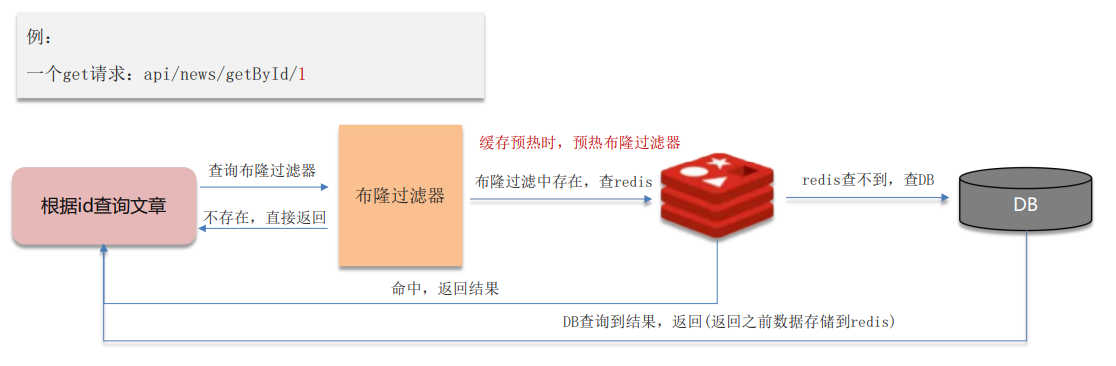 例：
一个get请求：api/news/getById/1
缓存预热时，预热布隆过滤器
查询布隆过滤器
布隆过滤中存在，查redis
redis查不到，查DB
根据id查询文章
布隆过滤器
DB
不存在，直接返回
命中，返回结果
DB查询到结果，返回(返回之前数据存储到redis)